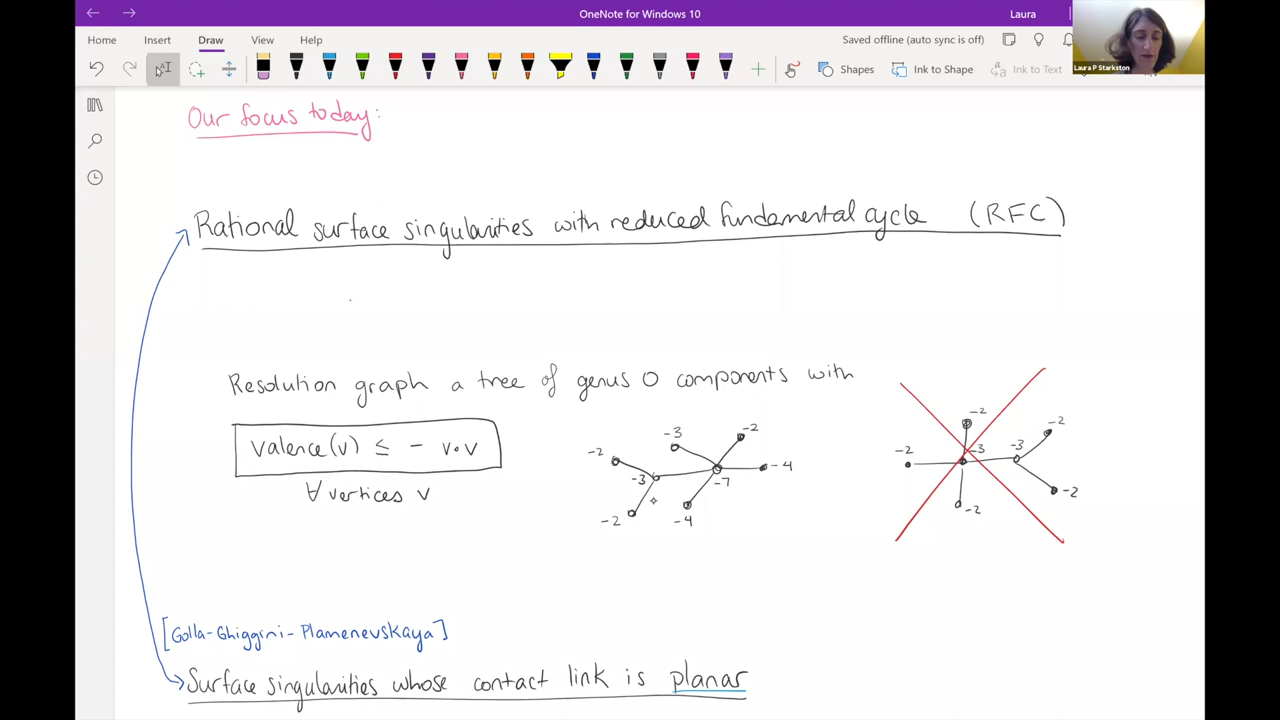 OneNote for Windows 10
Laura
Home Insert Draw View Help
Saved offline (auto sync is off)
Shapes Ink to Shape Ink to Text
Laura P Starkston
Our focus today:
Rational surface singularities with reduced fundamental cycle (RFC)
Resolution graph a tree of genus 0 components with
valence(v) ≤ - v·v
∀ vertices v
-2 -3 -2 -3 -7 -4 -2 -4
-2 -2 -3 -3 -2 -2 -2
[Golla-Ghiggini-Plamenevskaya]
Surface singularities whose contact link is planar